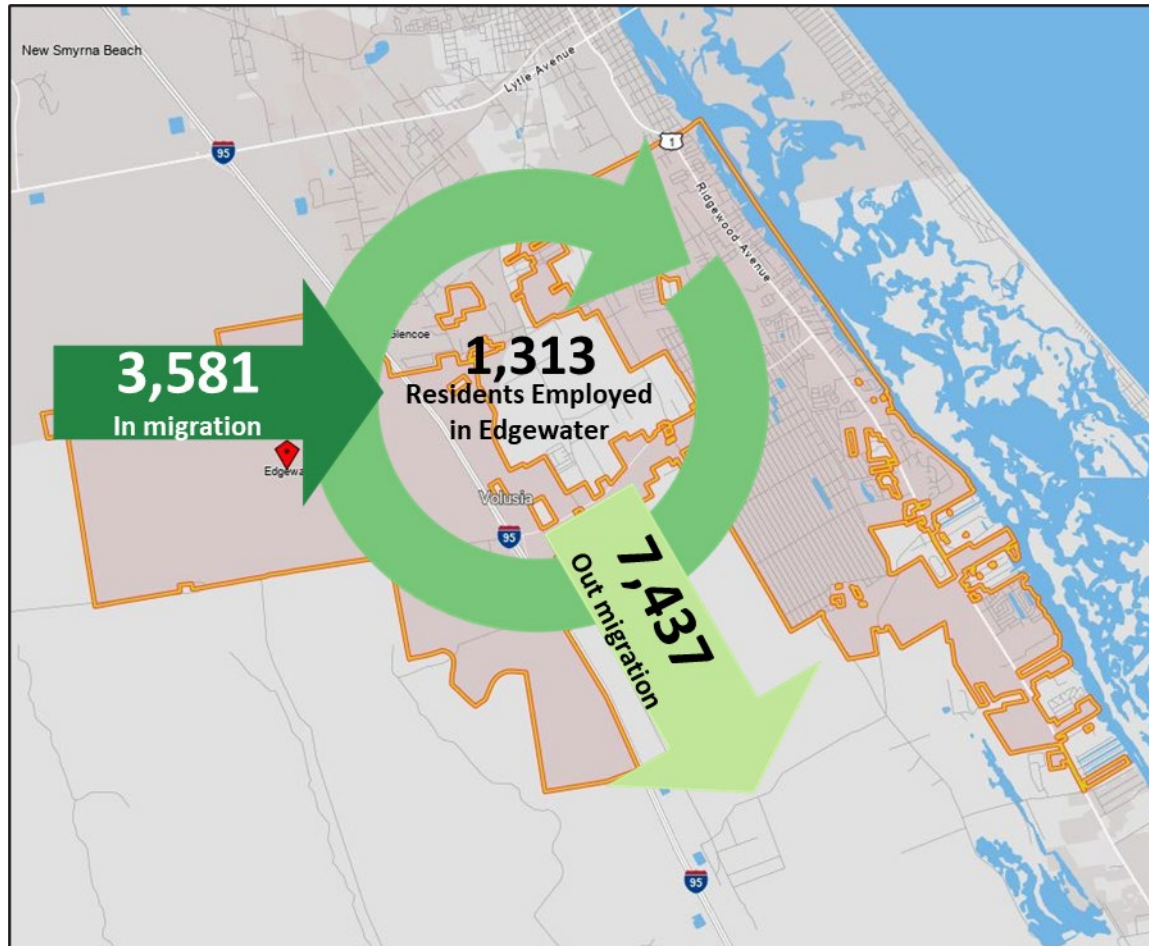 New Smyrna Beach
Lytle Avenue
95
1
Ridgewood Avenue
Glencoe
3,581
In migration
1,313
Residents Employed
in Edgewater
Volusia
95
7,437
Out migration
95